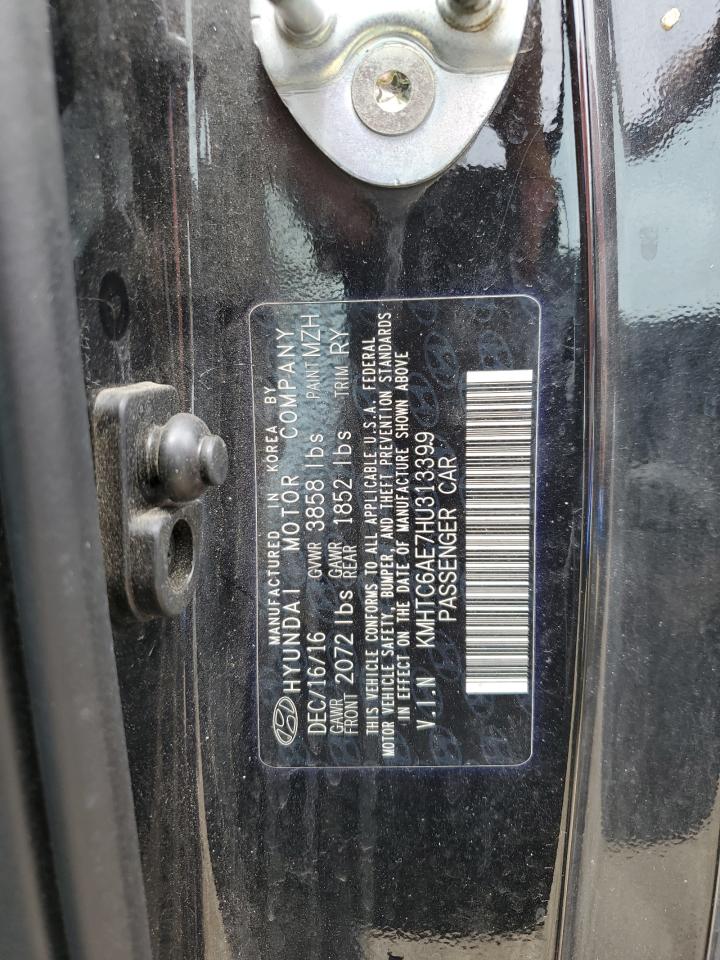 MANUFACTURED IN KOREA BY
HYUNDAI MOTOR COMPANY
DEC/16/16 GVWR 3858 lbs PAINT MZH
GAWR FRONT 2072 lbs GAWR REAR 1852 lbs TRIM RY
THIS VEHICLE CONFORMS TO ALL APPLICABLE U.S.A. FEDERAL
MOTOR VEHICLE SAFETY, BUMPER, AND THEFT PREVENTION STANDARDS
IN EFFECT ON THE DATE OF MANUFACTURE SHOWN ABOVE
V.I.N KMHTC6AE7HU313399
PASSENGER CAR